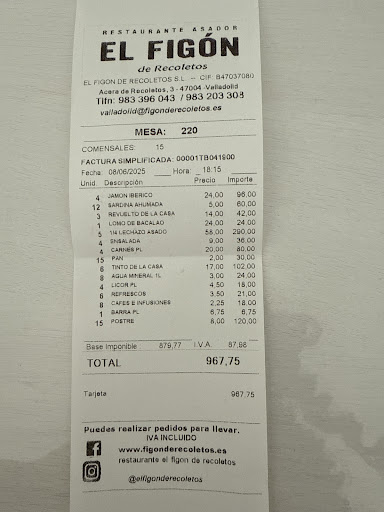 RESTAURANTE ASADOR
EL FIGÓN
de Recoletos
EL FIGON DE RECOLETOS S.L. - CIF B47037080
Acera de Recoletos, 3 - 47004 -Valladolid
Tlfn: 983 396 043 / 983 203 308
valladolid@figonderecoletos.es
MESA: 220
COMENSALES: 15
FACTURA SIMPLIFICADA: 00001TB041800
Fecha 08/06/2025 Hora: 18:15
Unid. Descripción Precio Importe
4 JAMON IBERICO 24,00 96,00
12 SARDINA AHUMADA 5,00 60,00
3 REVUELTO DE LA CASA 14,00 42,00
1 LOMO DE BACALAO 24,00 24,00
5 1/4 LECHAZO ASADO 58,00 290,00
4 ENSALADA 9,00 36,00
4 CARNES PL 20,00 80,00
15 PAN 2,00 30,00
6 TINTO DE LA CASA 17,00 102,00
8 AGUA MINERAL 1L 3,00 24,00
4 LICOR PL 4,50 18,00
6 REFRESCOS 3,50 21,00
8 CAFES E INFUSIONES 2,25 18,00
1 BARRA PL 6,75 6,75
15 POSTRE 8,00 120,00
Base Imponible 879,77 I.V.A. 87,98
TOTAL 967,75
Tarjeta 967,75
Puedes realizar pedidos para llevar.
IVA INCLUIDO
www.figonderecoletos.es
restaurante el figon de recoletos
@elfigonderecoletos